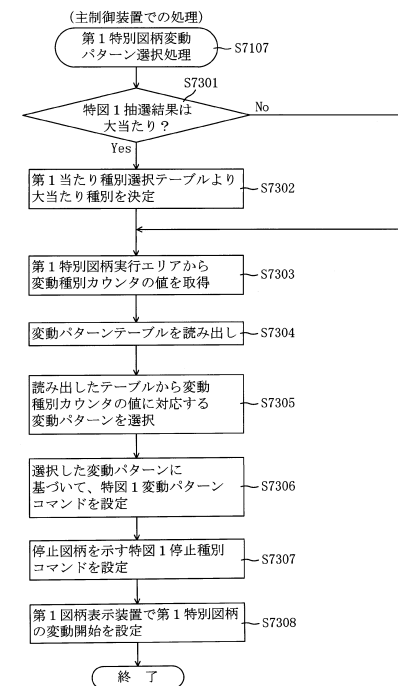 （主制御装置での処理）
第１特別図柄変動
パターン選択処理
S7107
S7301
特図１抽選結果は
大当たり？
No
Yes
第１当たり種別選択テーブルより
大当たり種別を決定
S7302
第１特別図柄実行エリアから
変動種別カウンタの値を取得
S7303
変動パターンテーブルを読み出し
S7304
読み出したテーブルから変動
種別カウンタの値に対応する
変動パターンを選択
S7305
選択した変動パターンに
基づいて、特図１変動パターン
コマンドを設定
S7306
停止図柄を示す特図１停止種別
コマンドを設定
S7307
第１図柄表示装置で第１特別図柄
の変動開始を設定
S7308
終　了